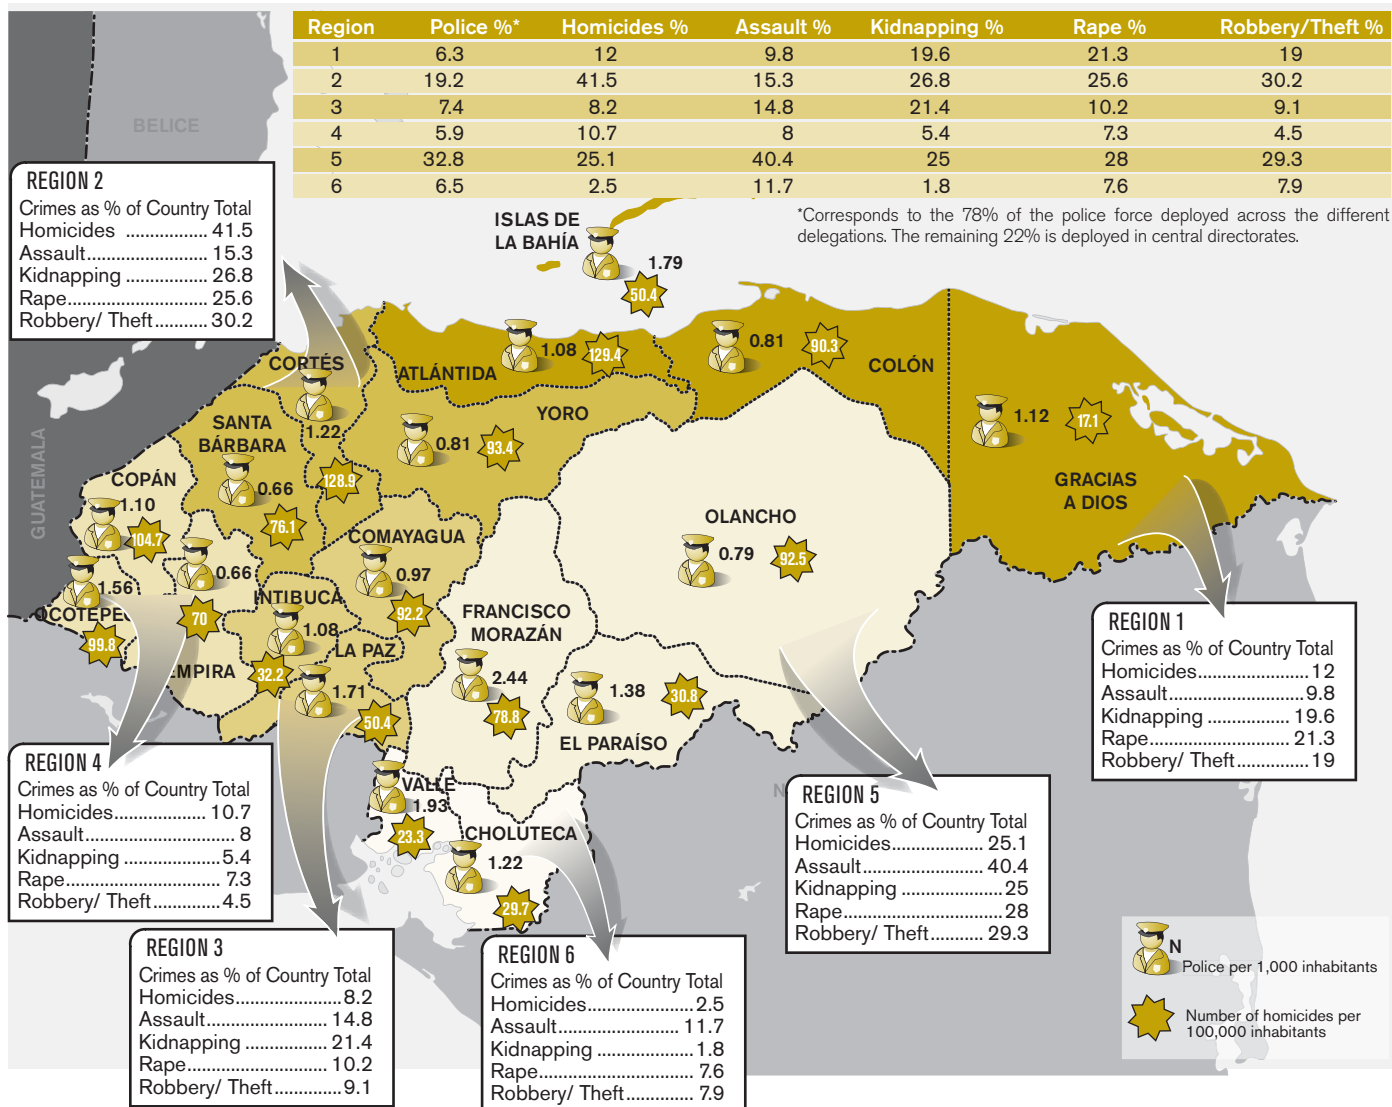 Region Police %* Homicides % Assault % Kidnapping % Rape % Robbery/Theft %
1 6.3 12 9.8 19.6 21.3 19
2 19.2 41.5 15.3 26.8 25.6 30.2
3 7.4 8.2 14.8 21.4 10.2 9.1
4 5.9 10.7 8 5.4 7.3 4.5
5 32.8 25.1 40.4 25 28 29.3
6 6.5 2.5 11.7 1.8 7.6 7.9
*Corresponds to the 78% of the police force deployed across the different
delegations. The remaining 22% is deployed in central directorates.
BELICE
REGION 2
Crimes as % of Country Total
Homicides ................. 41.5
Assault......................... 15.3
Kidnapping ................. 26.8
Rape............................. 25.6
Robbery/ Theft........... 30.2
ISLAS DE
LA BAHÍA
1.79
50.4
CORTÉS
1.22
128.9
ATLÁNTIDA
1.08
129.4
0.81
90.3
COLÓN
YORO
0.81
93.4
1.12
17.1
GRACIAS
A DIOS
SANTA
BÁRBARA
0.66
76.1
GUATEMALA
COPÁN
1.10
104.7
COMAYAGUA
0.97
92.2
OLANCHO
0.79
92.5
1.56
OCOTEPE
99.8
0.66
70
EMPIRA
INTIBUCÁ
1.08
32.2
LA PAZ
1.71
50.4
FRANCISCO
MORAZÁN
2.44
78.8
1.38
30.8
EL PARAÍSO
VALLE
1.93
23.3
CHOLUTECA
1.22
29.7
N
REGION 1
Crimes as % of Country Total
Homicides.......................12
Assault............................9.8
Kidnapping ................. 19.6
Rape............................. 21.3
Robbery/ Theft...............19
REGION 4
Crimes as % of Country Total
Homicides................... 10.7
Assault............................... 8
Kidnapping .....................5.4
Rape................................. 7.3
Robbery/ Theft..............4.5
REGION 5
Crimes as % of Country Total
Homicides................... 25.1
Assault......................... 40.4
Kidnapping .....................25
Rape..................................28
Robbery/ Theft........... 29.3
REGION 3
Crimes as % of Country Total
Homicides......................8.2
Assault......................... 14.8
Kidnapping ................. 21.4
Rape............................. 10.2
Robbery/ Theft..............9.1
REGION 6
Crimes as % of Country Total
Homicides......................2.5
Assault......................... 11.7
Kidnapping ....................1.8
Rape................................ 7.6
Robbery/ Theft............. 7.9
N
Police per 1,000 inhabitants
Number of homicides per
100,000 inhabitants